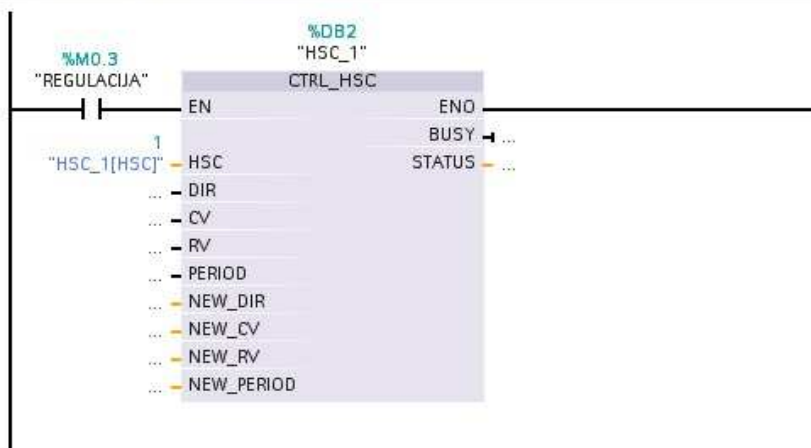 %DB2
"HSC_1"
%M0.3
"REGULACIJA"
CTRL_HSC
EN ENO
BUSY ...
1
"HSC_1[HSC]" HSC STATUS ...
... DIR
... CV
... RV
... PERIOD
... NEW_DIR
... NEW_CV
... NEW_RV
... NEW_PERIOD